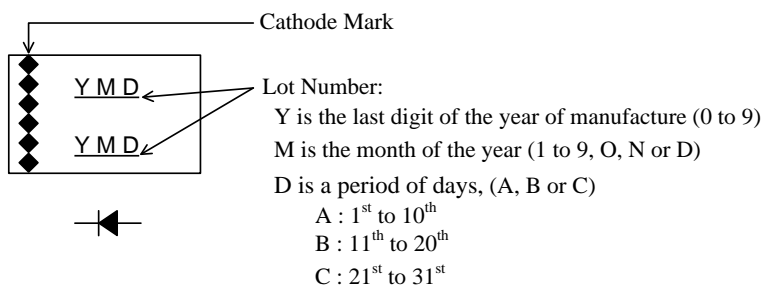 Cathode Mark
Y M D
Lot Number:
Y is the last digit of the year of manufacture (0 to 9)
Y M D
M is the month of the year (1 to 9, O, N or D)
D is a period of days, (A, B or C)
A : 1st to 10th
B : 11th to 20th
C : 21st to 31st